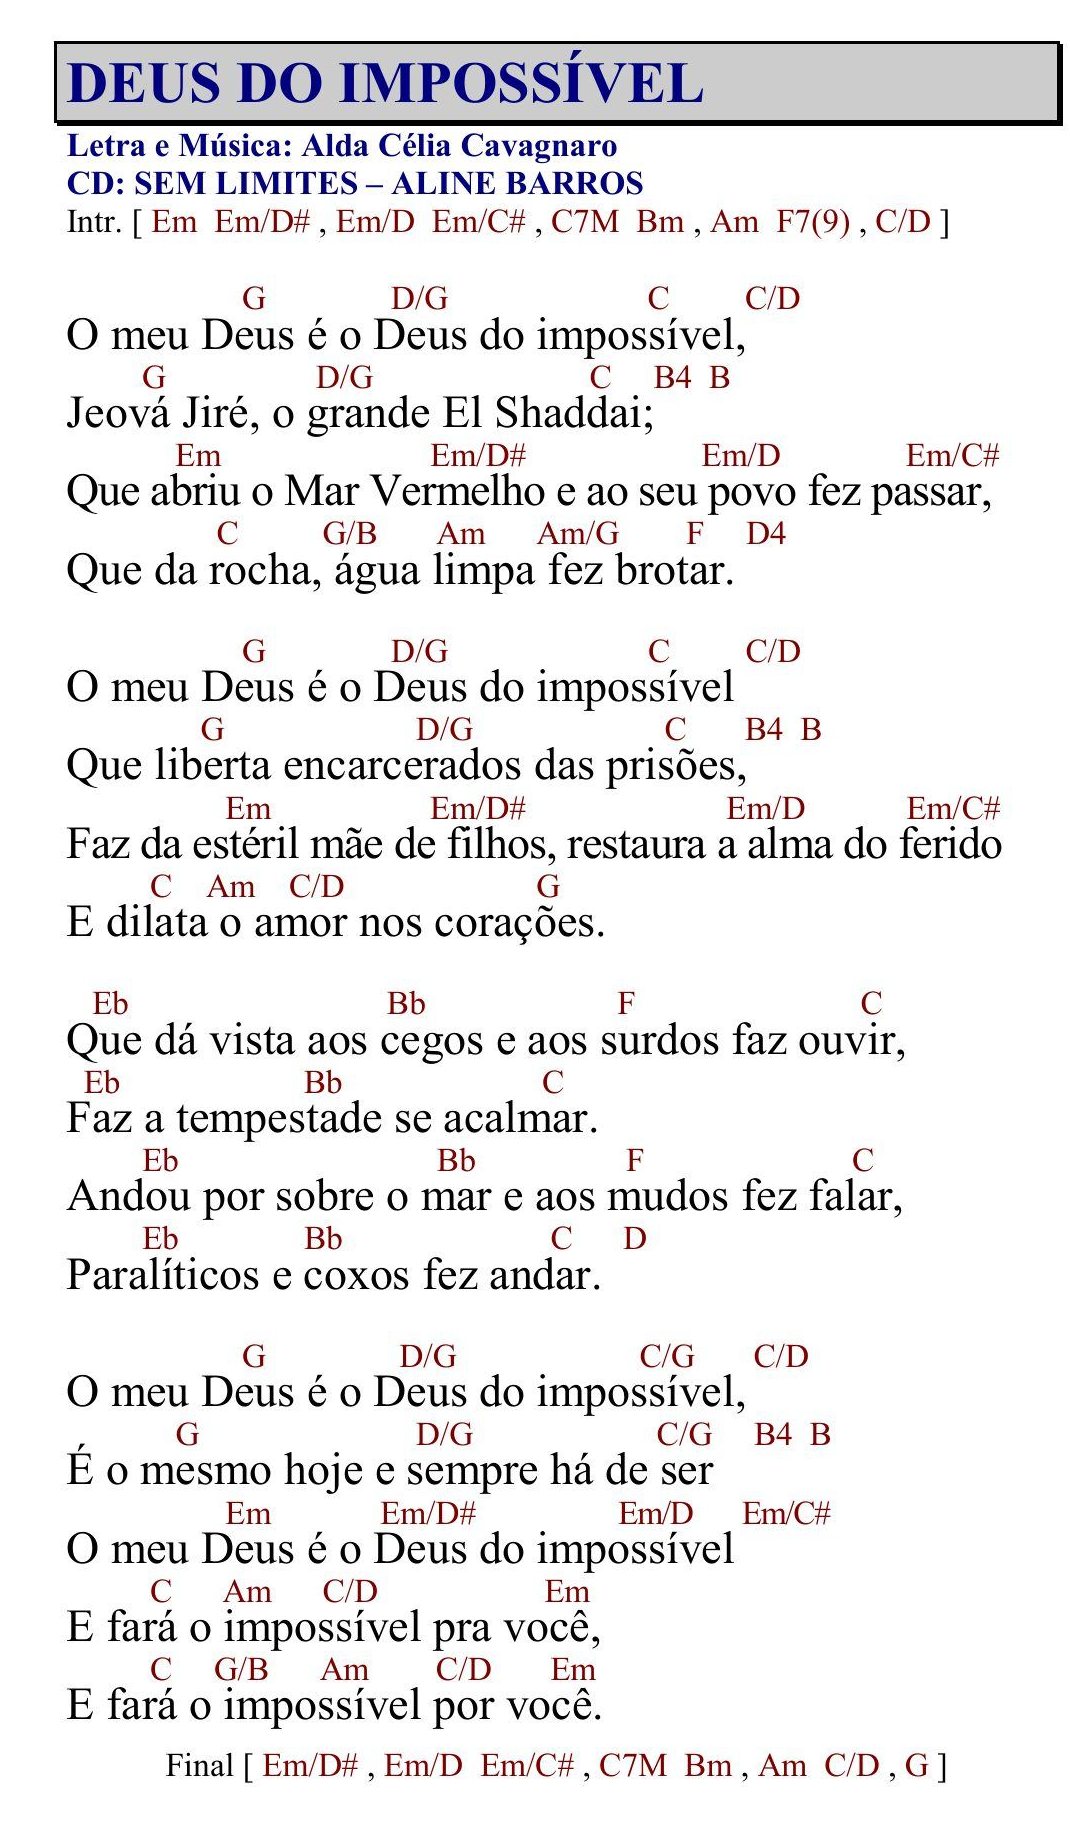 DEUS DO IMPOSSÍVEL
Letra e Música: Alda Célia Cavagnaro
CD: SEM LIMITES – ALINE BARROS
Intr. [ Em Em/D# , Em/D Em/C# , C7M Bm , Am F7(9) , C/D ]
G D/G C C/D
O meu Deus é o Deus do impossível,
G D/G C B4 B
Jeová Jiré, o grande El Shaddai;
Em Em/D# Em/D Em/C#
Que abriu o Mar Vermelho e ao seu povo fez passar,
C G/B Am Am/G F D4
Que da rocha, água limpa fez brotar.
G D/G C C/D
O meu Deus é o Deus do impossível
G D/G C B4 B
Que liberta encarcerados das prisões,
Em Em/D# Em/D Em/C#
Faz da estéril mãe de filhos, restaura a alma do ferido
C Am C/D G
E dilata o amor nos corações.
Eb Bb F C
Que dá vista aos cegos e aos surdos faz ouvir,
Eb Bb C
Faz a tempestade se acalmar.
Eb Bb F C
Andou por sobre o mar e aos mudos fez falar,
Eb Bb C D
Paralíticos e coxos fez andar.
G D/G C/G C/D
O meu Deus é o Deus do impossível,
G D/G C/G B4 B
É o mesmo hoje e sempre há de ser
Em Em/D# Em/D Em/C#
O meu Deus é o Deus do impossível
C Am C/D Em
E fará o impossível pra você,
C G/B Am C/D Em
E fará o impossível por você.
Final [ Em/D# , Em/D Em/C# , C7M Bm , Am C/D , G ]